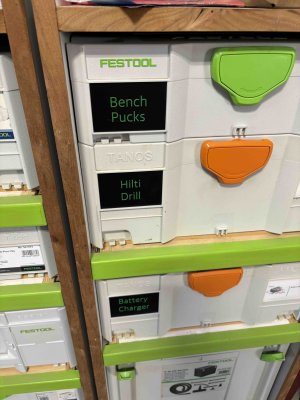 FESTOOL
Bench
Pucks
TANOS
Hilti
Drill
Battery
Charger
FESTOOL
FESTOOL